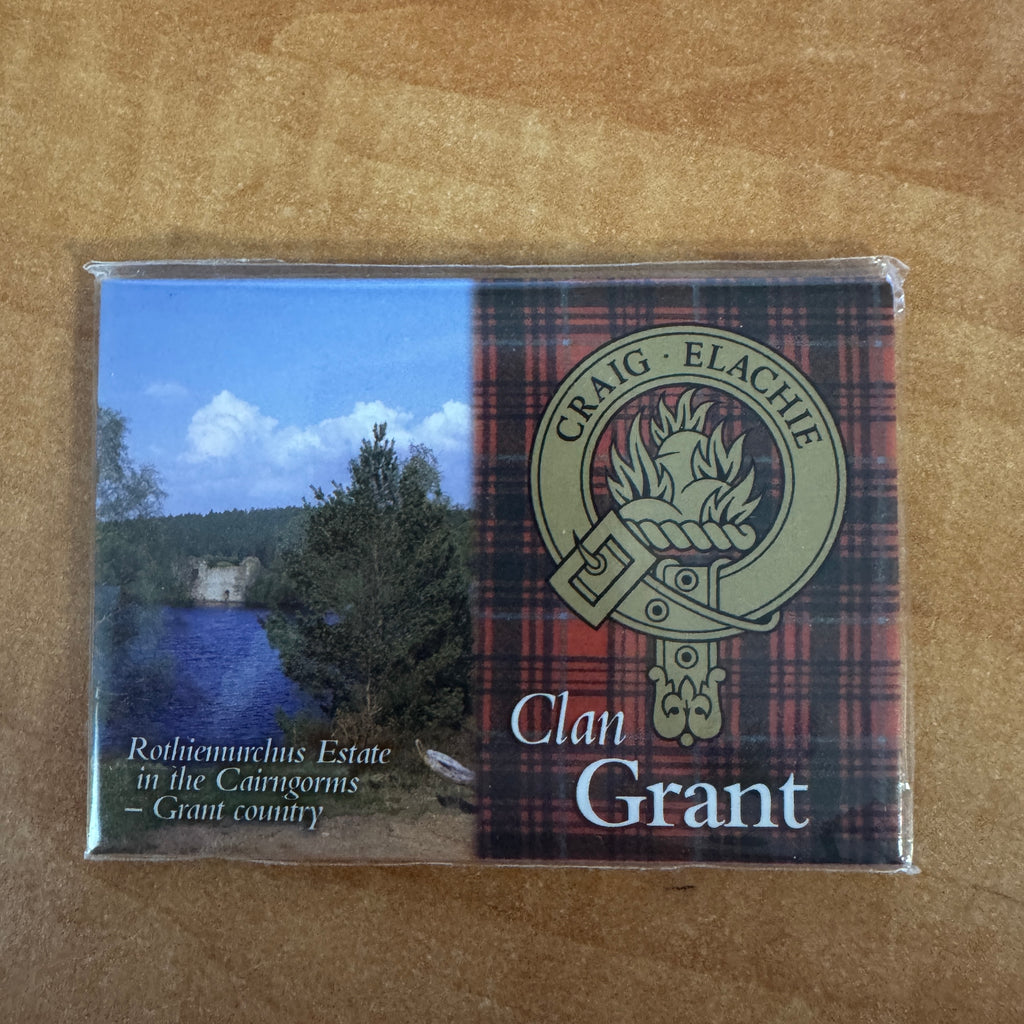 Rothiemurchus Estate
in the Cairngorms
– Grant country
CRAIG · ELACHIE
Clan
Grant